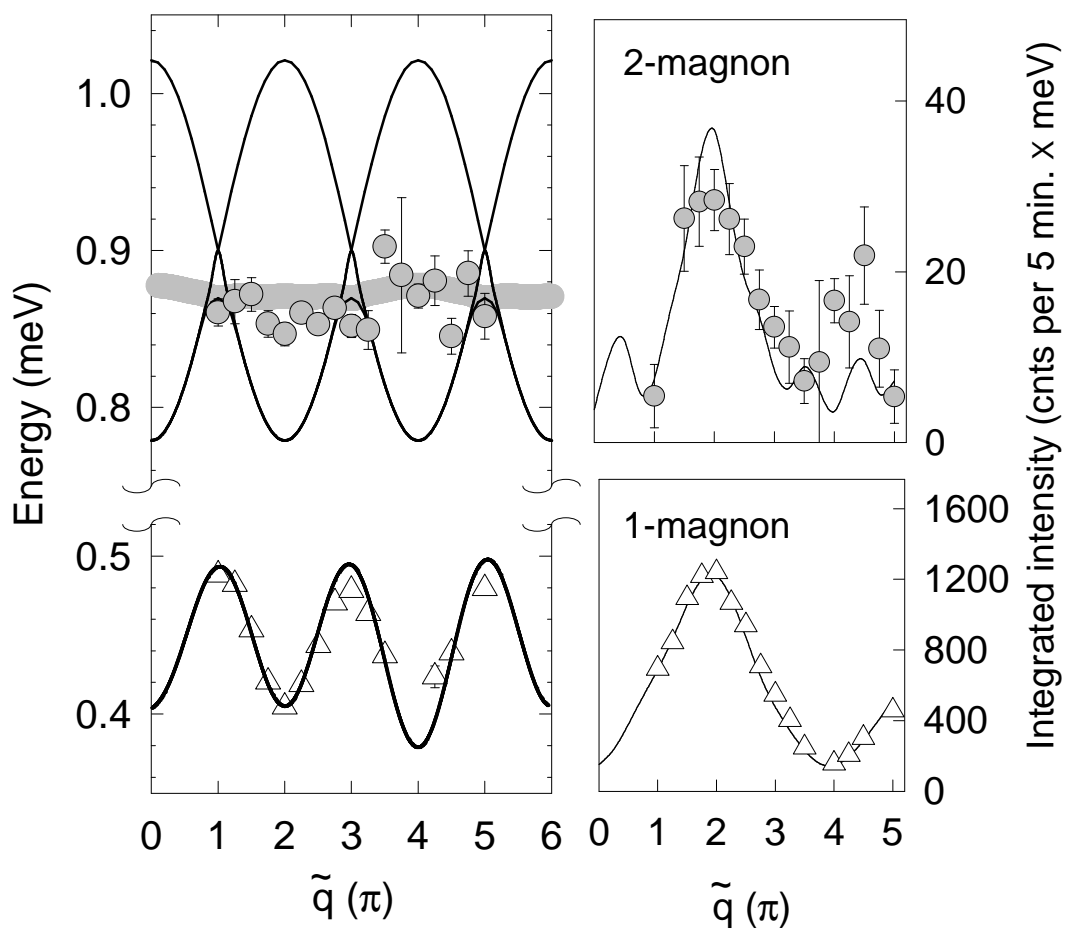 1.0
0.9
0.8
0.5
0.4
Energy (meV)
0 1 2 3 4 5 6
q̃ (π)
2-magnon
40
20
0
1-magnon
1600
1200
800
400
0
0 1 2 3 4 5
q̃ (π)
Integrated intensity (cnts per 5 min. x meV)